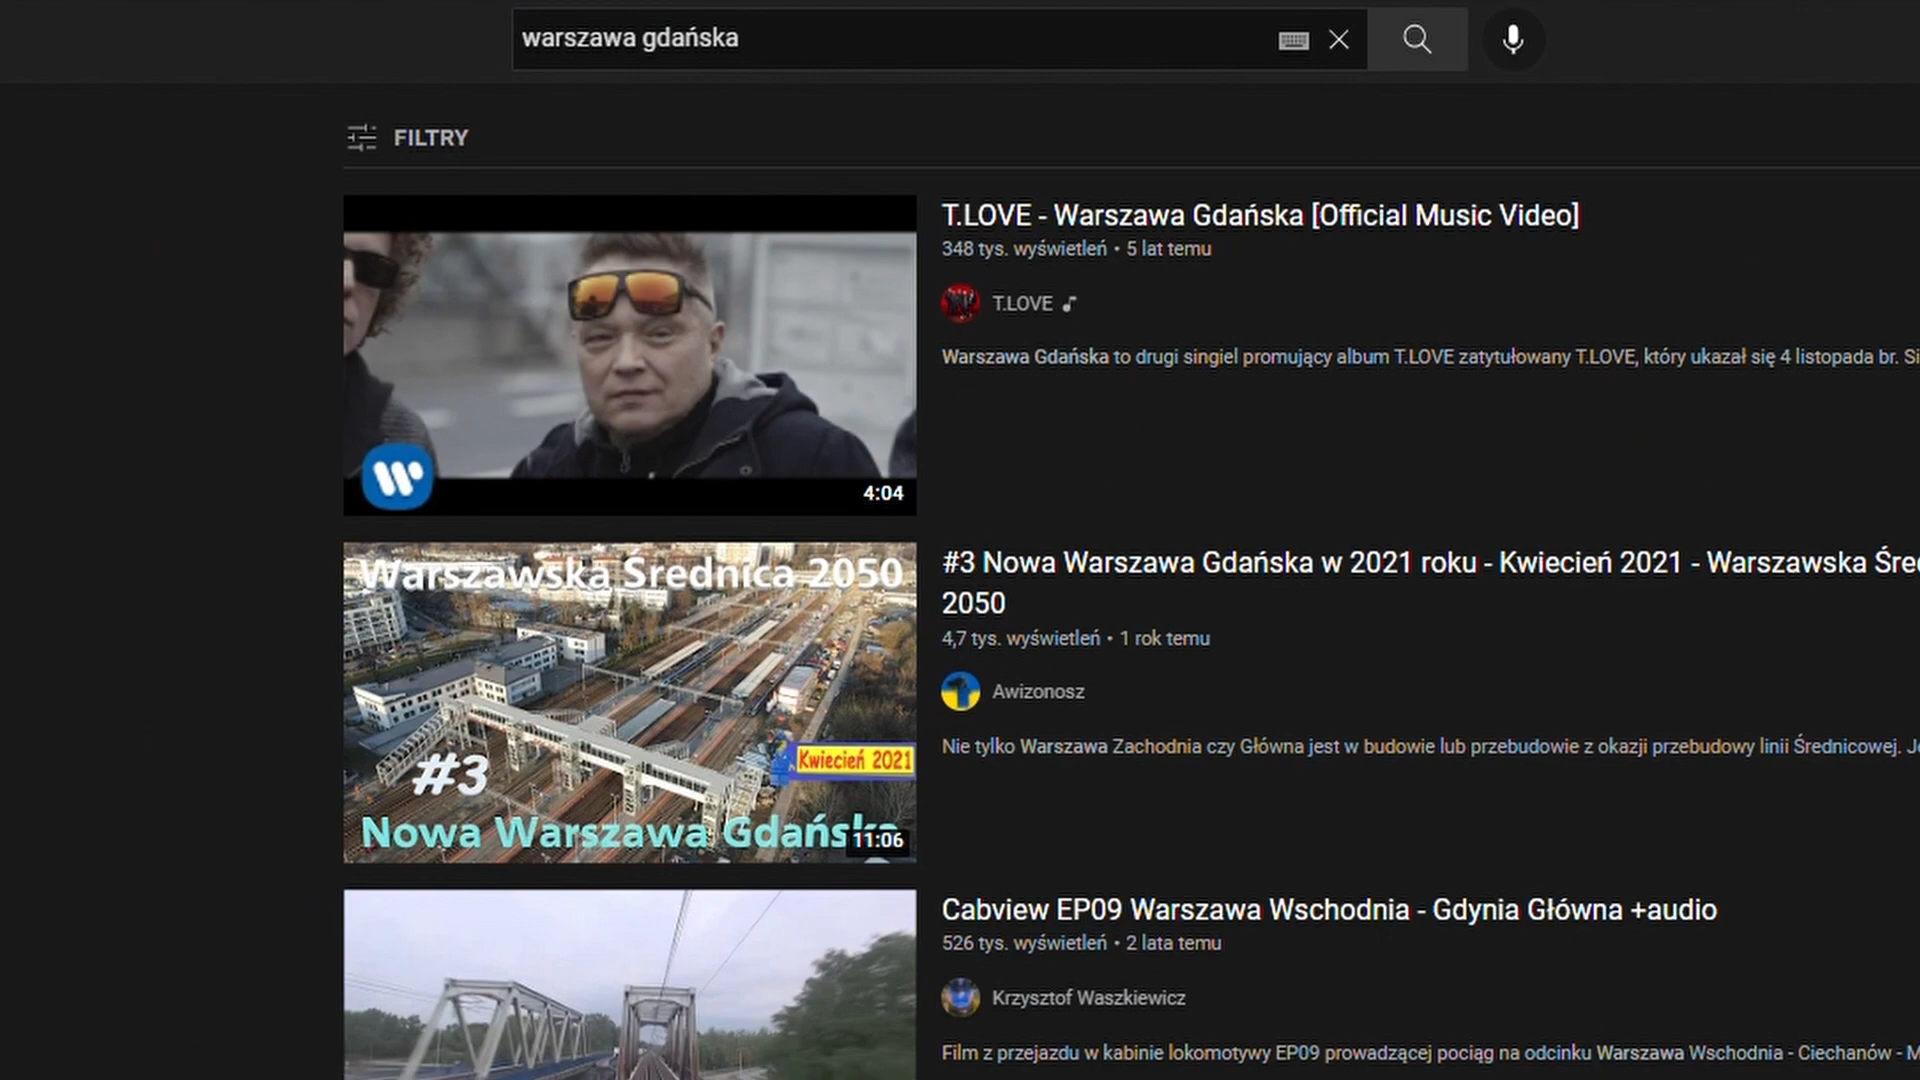 warszawa gdańska
FILTRY
T.LOVE - Warszawa Gdańska [Official Music Video]
348 tys. wyświetleń • 5 lat temu
T.LOVE
Warszawa Gdańska to drugi singiel promujący album T.LOVE zatytułowany T.LOVE, który ukazał się 4 listopada br. Si
4:04
Warszawska Średnica 2050
#3
Kwiecień 2021
Nowa Warszawa Gdańska
11:06
#3 Nowa Warszawa Gdańska w 2021 roku - Kwiecień 2021 - Warszawska Śred
2050
4,7 tys. wyświetleń • 1 rok temu
Awizonosz
Nie tylko Warszawa Zachodnia czy Główna jest w budowie lub przebudowie z okazji przebudowy linii Średnicowej. Je
Cabview EP09 Warszawa Wschodnia - Gdynia Główna +audio
526 tys. wyświetleń • 2 lata temu
Krzysztof Waszkiewicz
Film z przejazdu w kabinie lokomotywy EP09 prowadzącej pociąg na odcinku Warszawa Wschodnia - Ciechanów - M